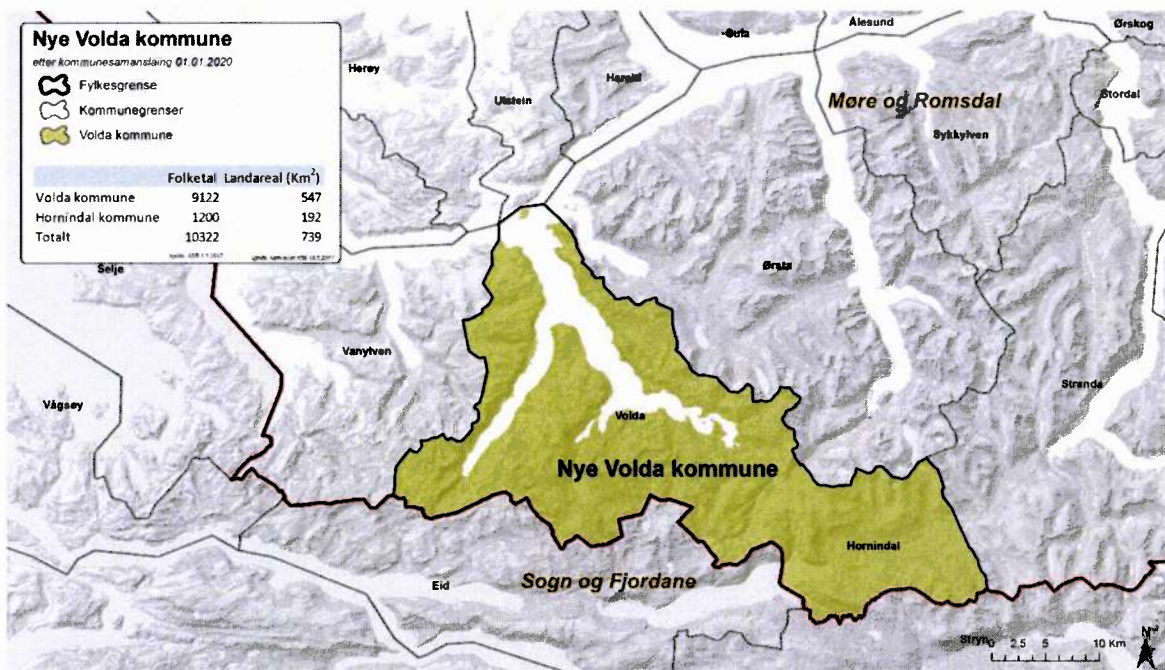 Nye Volda kommune
etter kommunesamanslåing 01.01.2020
Fylkesgrense
Kommunegrenser
Volda kommune
Folketal Landareal (Km²)
Volda kommune 9122 547
Hornindal kommune 1200 192
Totalt 10322 739
Ålesund
Ørskog
Sula
Herøy
Hareid
Ulstein
Stordal
Møre og Romsdal
Sykkylven
Selje
Ørsta
Vanylven
Stranda
Vågsøy
Volda
Nye Volda kommune
Hornindal
Eid
Sogn og Fjordane
Stryn
N
0 2,5 5 10 Km